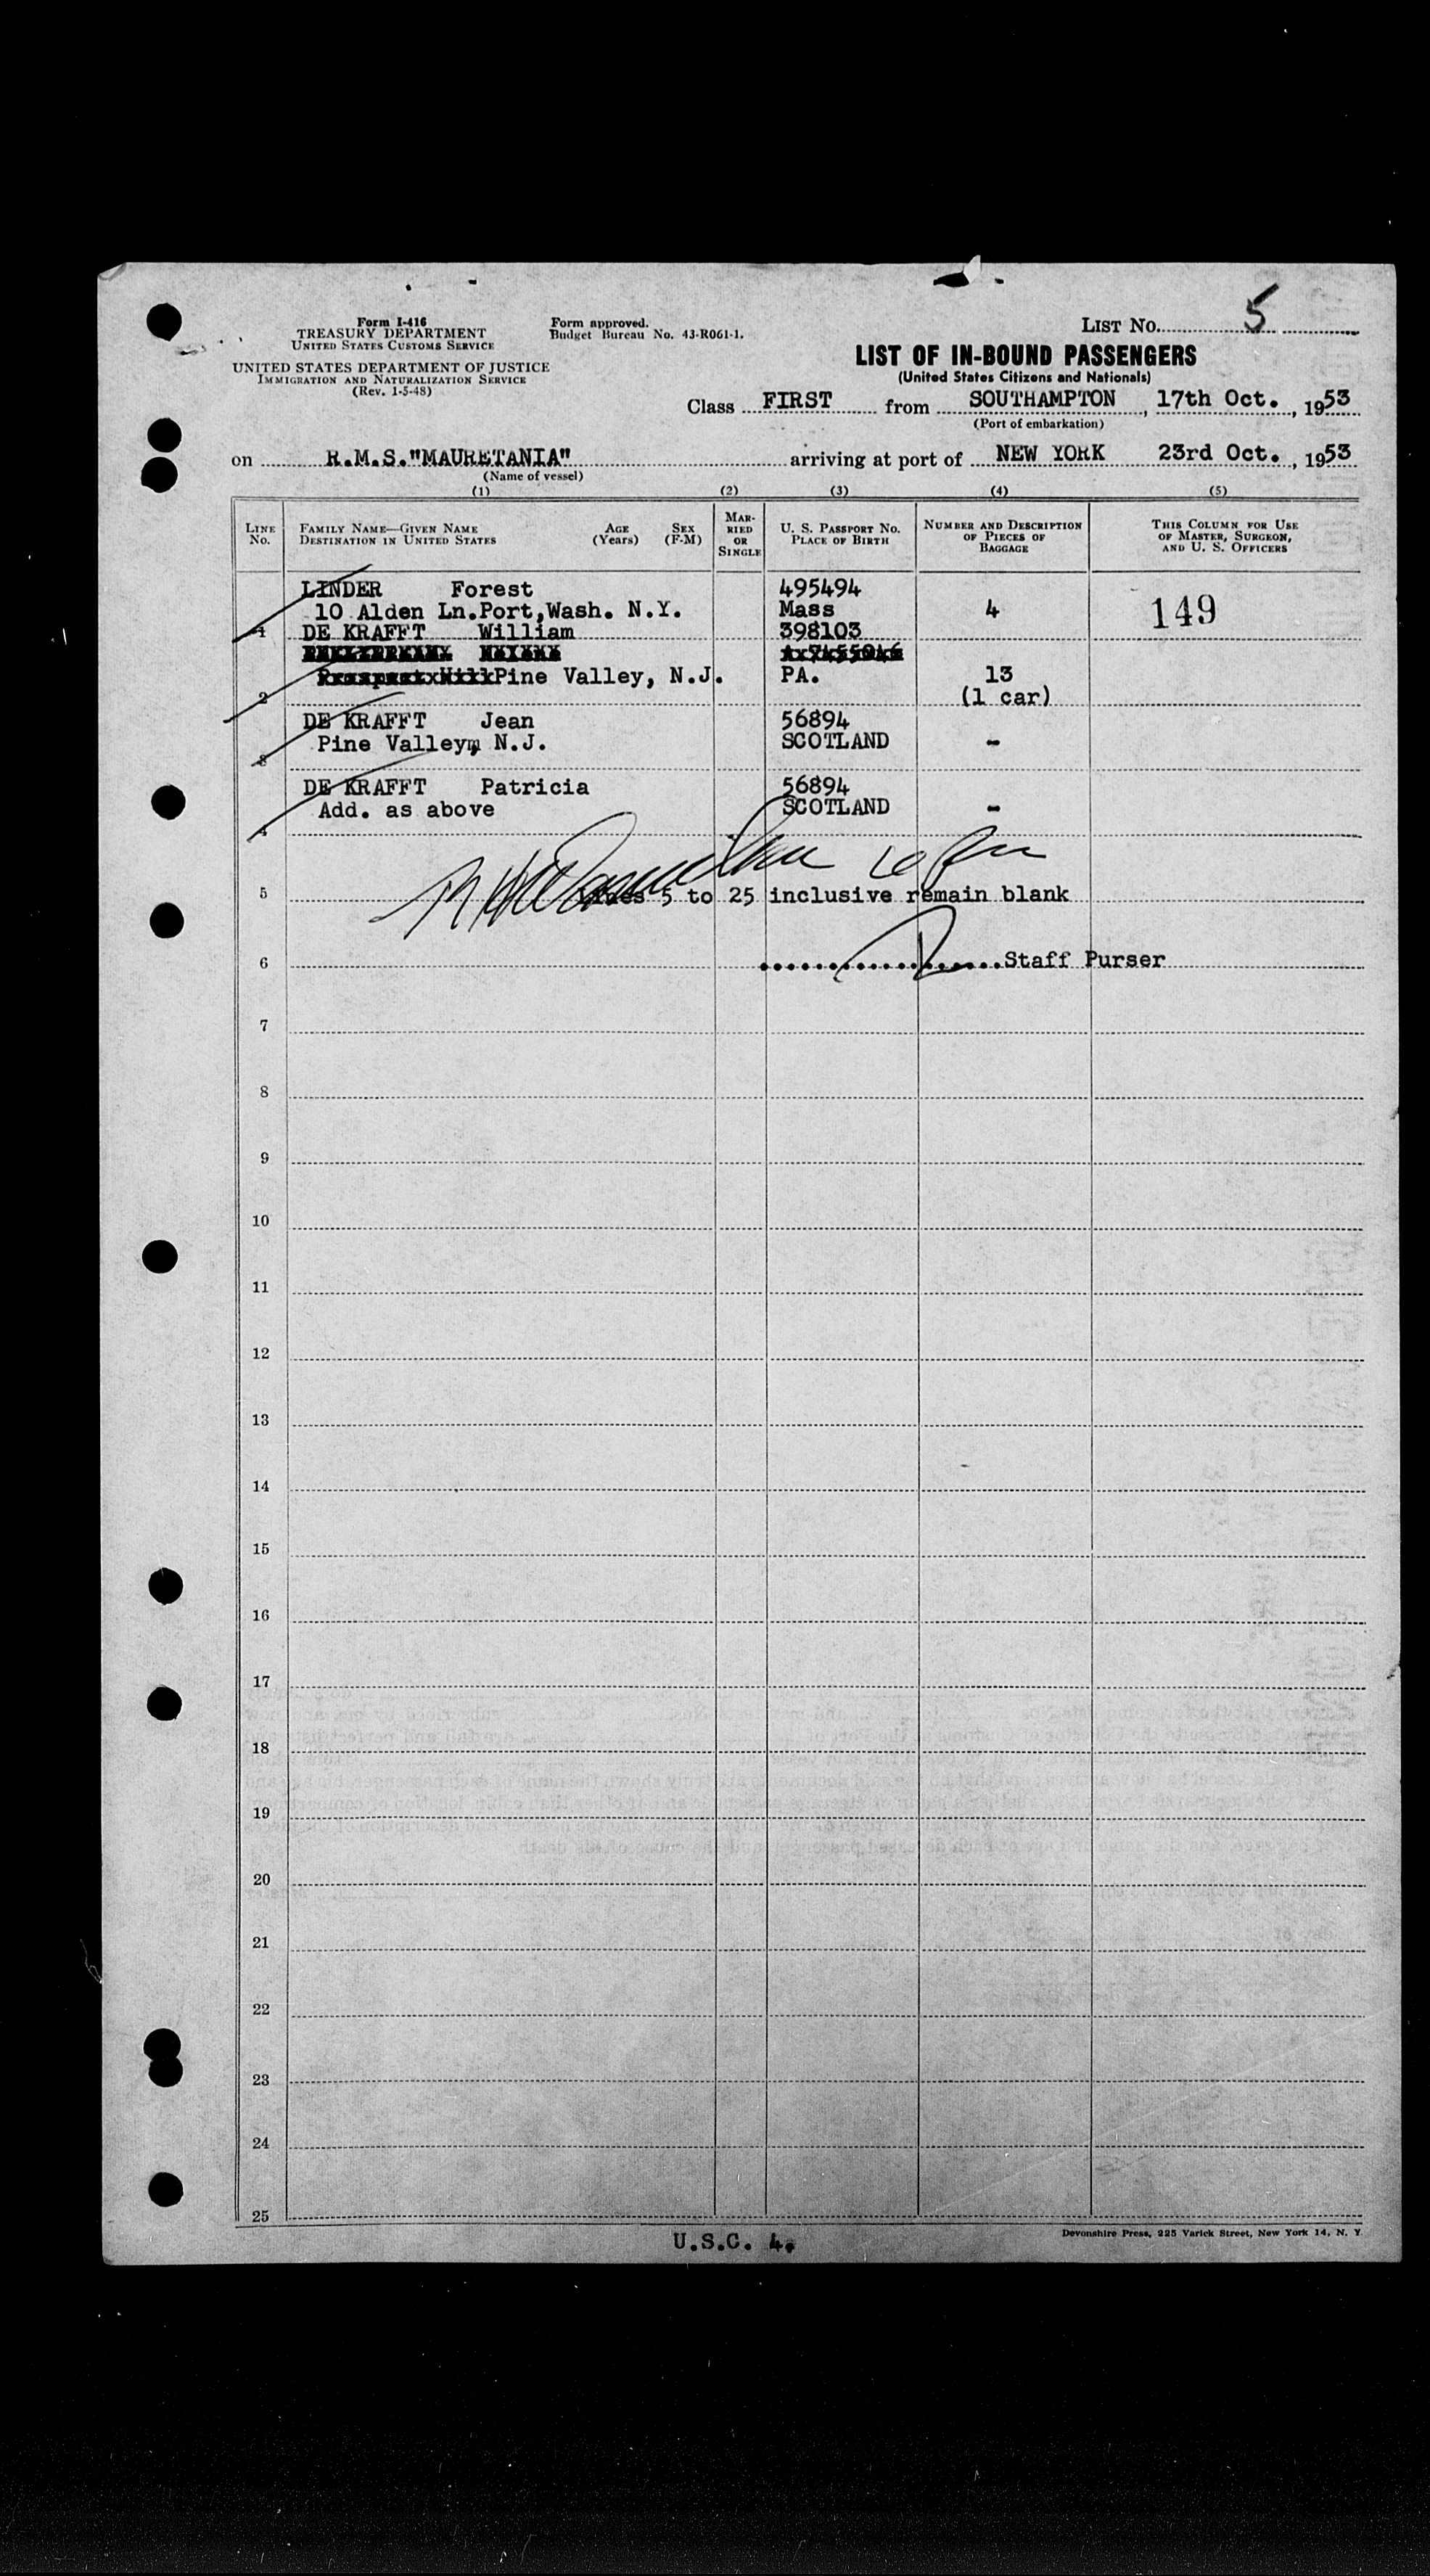 Form I-416
TREASURY DEPARTMENT
UNITED STATES CUSTOMS SERVICE
UNITED STATES DEPARTMENT OF JUSTICE
IMMIGRATION AND NATURALIZATION SERVICE
(Rev. 1-5-48)
Form approved.
Budget Bureau No. 43-R061-1.
LIST No. 5
LIST OF IN-BOUND PASSENGERS
(United States Citizens and Nationals)
Class FIRST from SOUTHAMPTON, 17th Oct., 1953
(Port of embarkation)
on R.M.S."MAURETANIA" arriving at port of NEW YORK 23rd Oct., 1953
(Name of vessel)
(1) (2) (3) (4) (5)
LINE No. FAMILY NAME—GIVEN NAME DESTINATION IN UNITED STATES AGE (Years) SEX (F-M) MARRIED OR SINGLE U. S. PASSPORT No. PLACE OF BIRTH NUMBER AND DESCRIPTION OF PIECES OF BAGGAGE THIS COLUMN FOR USE OF MASTER, SURGEON, AND U. S. OFFICERS
LINDER Forest 495494
10 Alden Ln.Port,Wash. N.Y. Mass 4 149
1 DE KRAFFT William 398103
Pine Valley, N.J. PA. 13
2 (1 car)
DE KRAFFT Jean 56894
Pine Valleym, N.J. SCOTLAND -
3
DE KRAFFT Patricia 56894
Add. as above SCOTLAND -
4
5 Lines 5 to 25 inclusive remain blank
6 Staff Purser
7
8
9
10
11
12
13
14
15
16
17
18
19
20
21
22
23
24
25
U.S.C. 4.
Devonshire Press, 225 Varick Street, New York 14, N. Y.